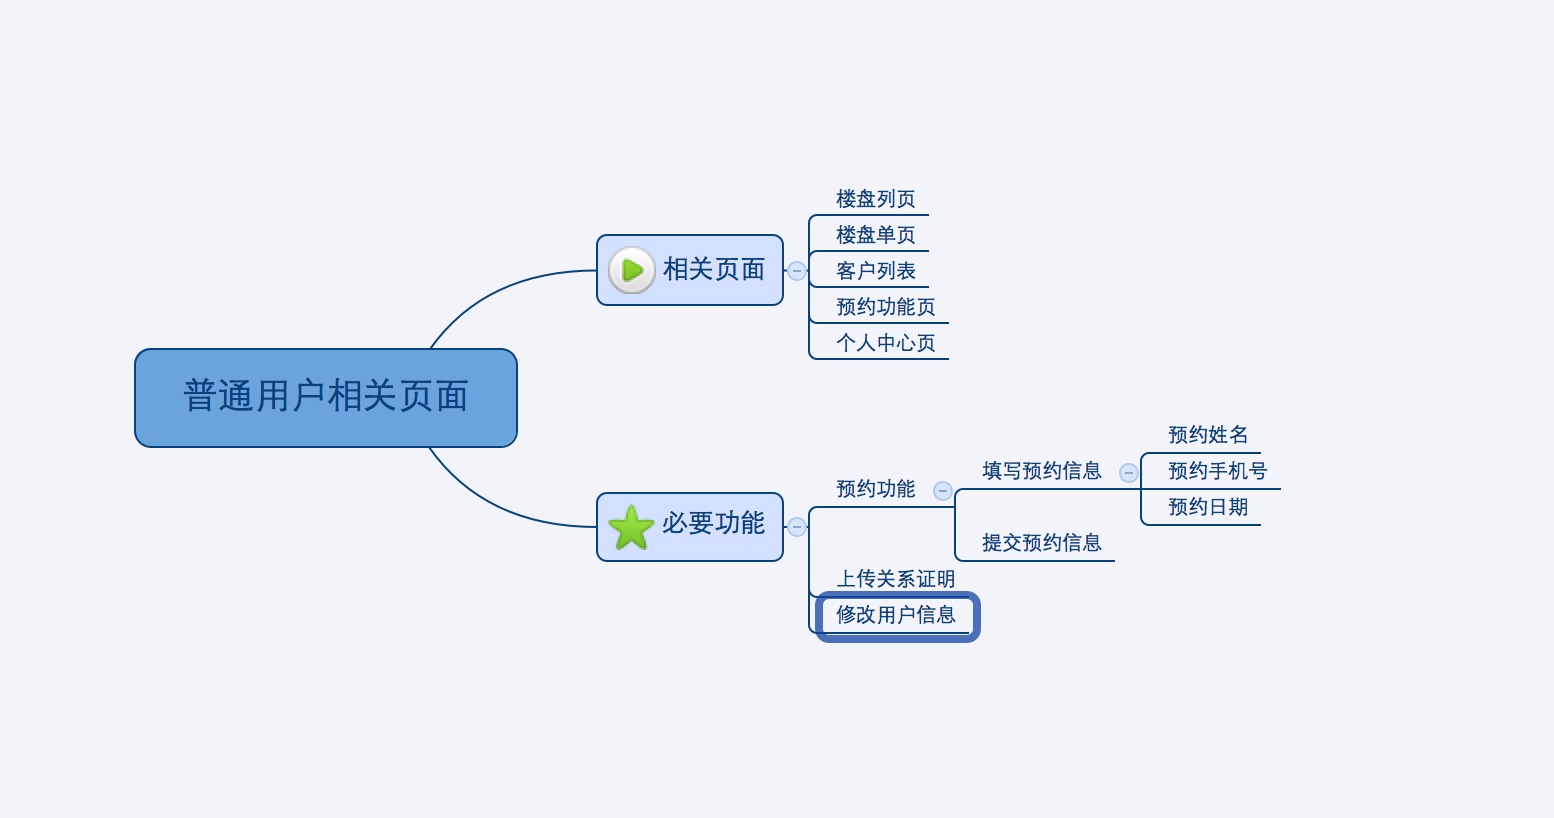 普通用户相关页面
相关页面
楼盘列页
楼盘单页
客户列表
预约功能页
个人中心页
必要功能
预约功能
填写预约信息
预约姓名
预约手机号
预约日期
提交预约信息
上传关系证明
修改用户信息